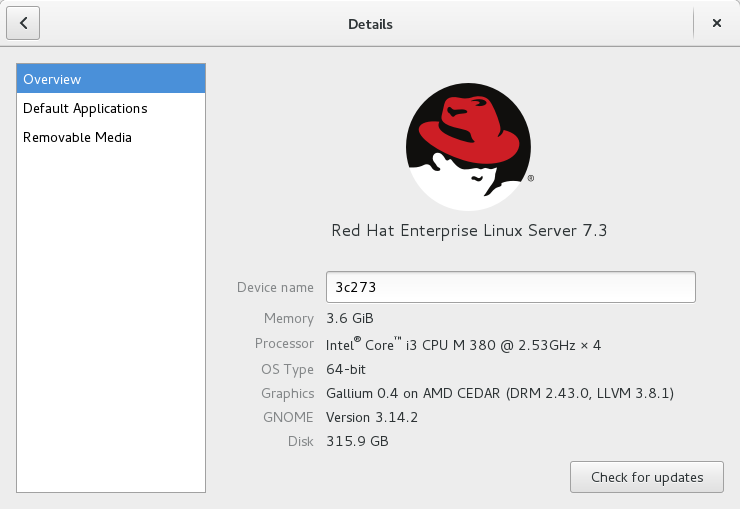 Details
Overview
Default Applications
Removable Media
®
Red Hat Enterprise Linux Server 7.3
Device name 3c273
Memory 3.6 GiB
Processor Intel® Core™ i3 CPU M 380 @ 2.53GHz × 4
OS Type 64-bit
Graphics Gallium 0.4 on AMD CEDAR (DRM 2.43.0, LLVM 3.8.1)
GNOME Version 3.14.2
Disk 315.9 GB
Check for updates